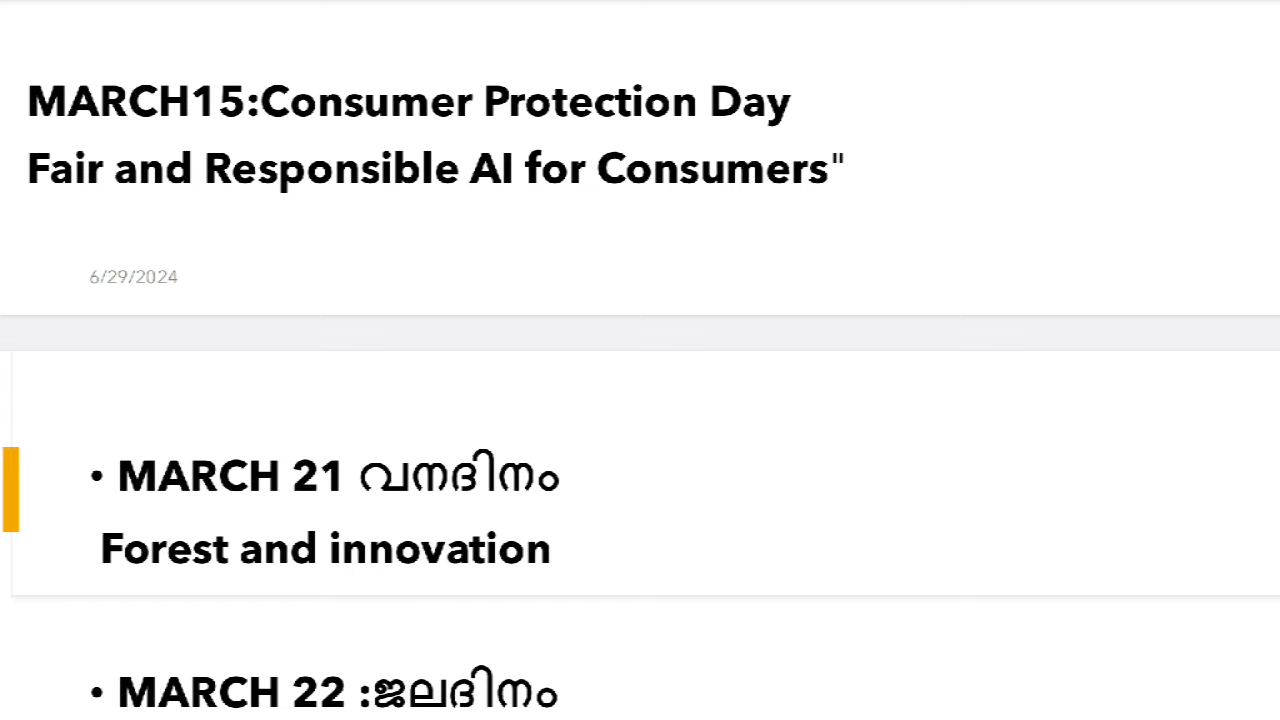 MARCH15:Consumer Protection Day
Fair and Responsible AI for Consumers"
6/29/2024
• MARCH 21 വനദിനം
Forest and innovation
• MARCH 22 :ജലദിനം